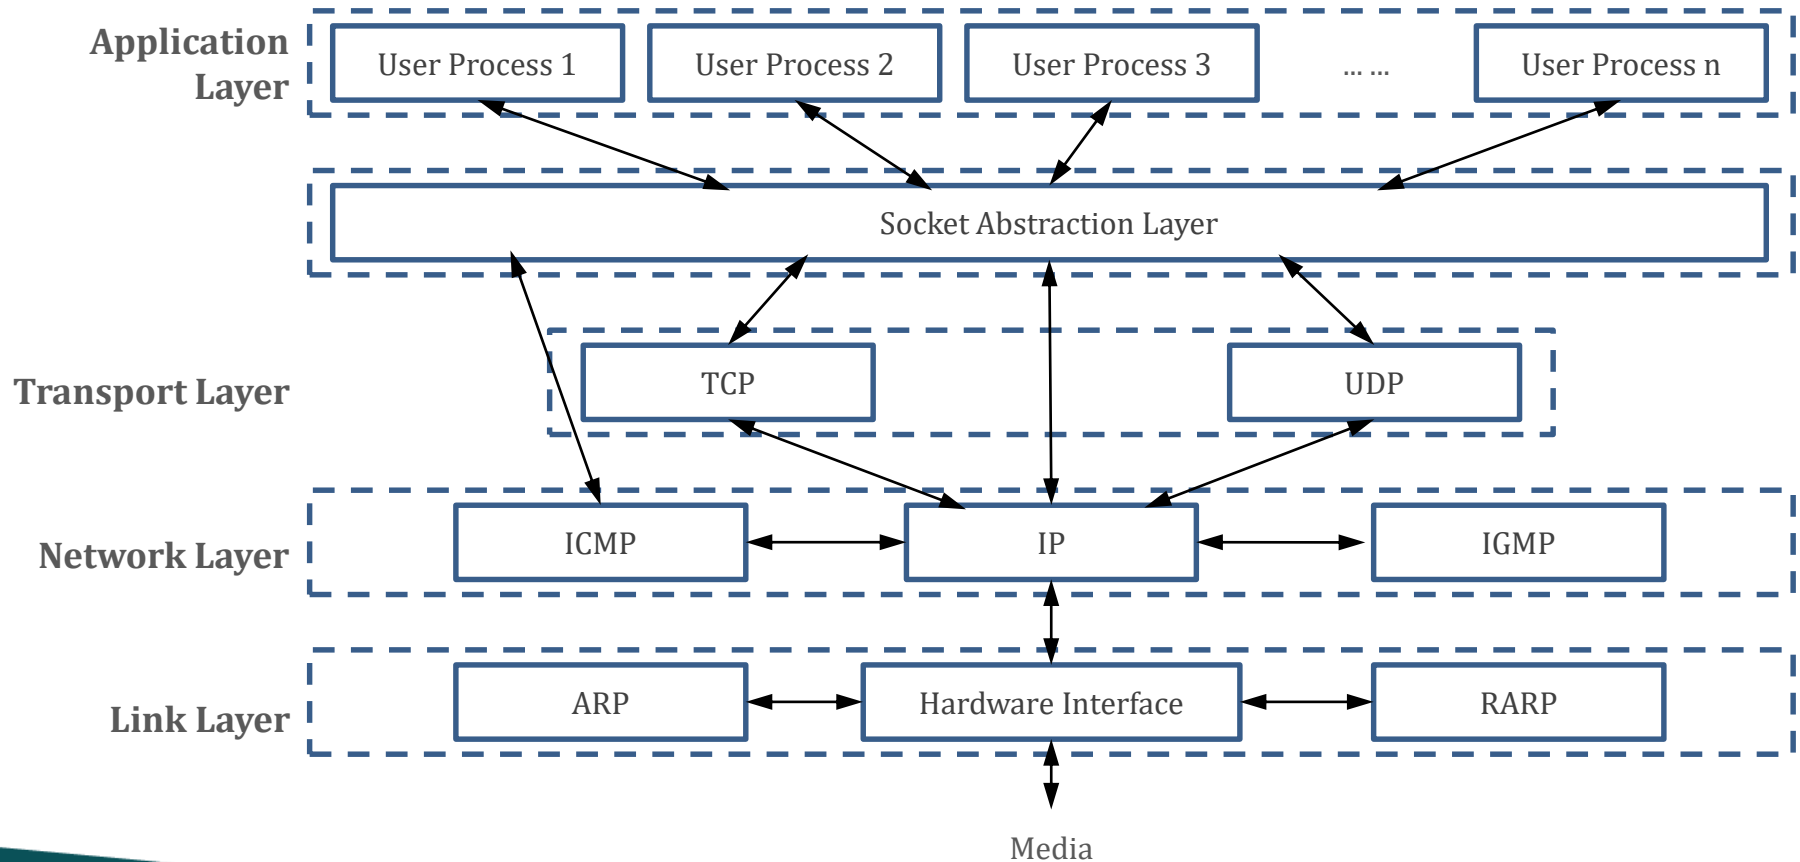 Application
Layer
User Process 1
User Process 2
User Process 3
... ...
User Process n
Socket Abstraction Layer
Transport Layer
TCP
UDP
Network Layer
ICMP
IP
IGMP
Link Layer
ARP
Hardware Interface
RARP
Media